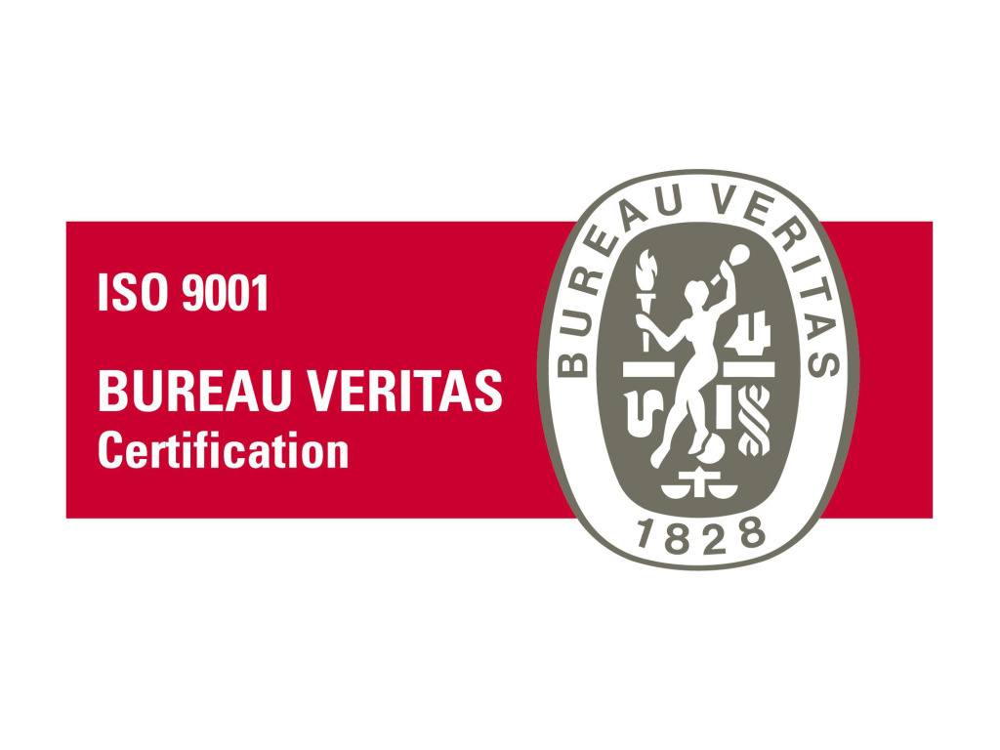 ISO 9001
BUREAU VERITAS
Certification
BUREAU VERITAS
1828